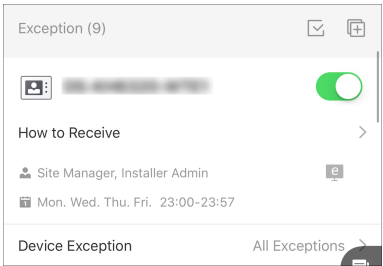 Exception (9)
How to Receive
Site Manager, Installer Admin
Mon. Wed. Thu. Fri. 23:00-23:57
Device Exception All Exceptions